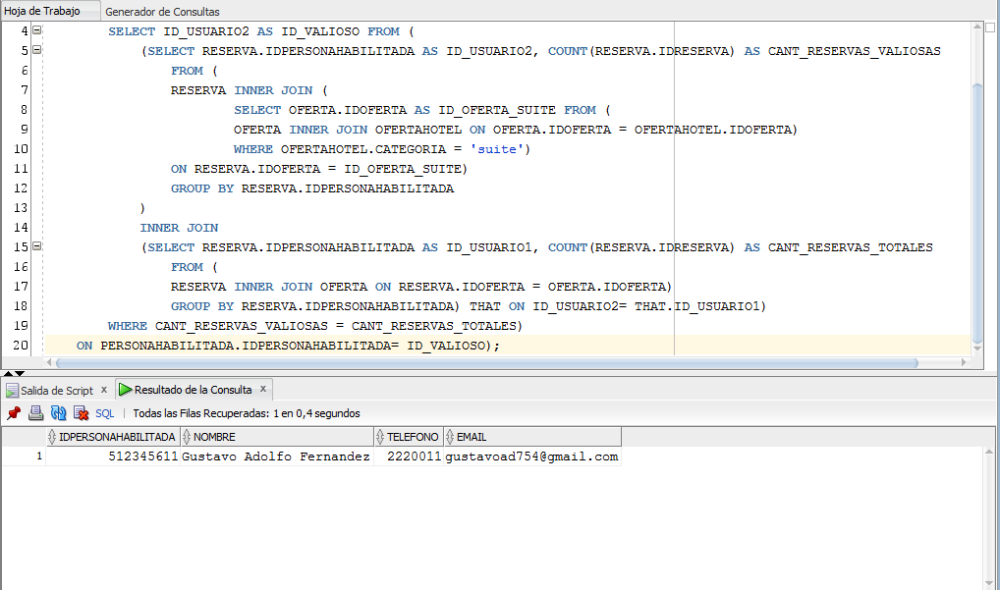 Hoja de Trabajo Generador de Consultas
4 SELECT ID_USUARIO2 AS ID_VALIOSO FROM (
5 (SELECT RESERVA.IDPERSONAHABILITADA AS ID_USUARIO2, COUNT(RESERVA.IDRESERVA) AS CANT_RESERVAS_VALIOSAS
6 FROM (
7 RESERVA INNER JOIN (
8 SELECT OFERTA.IDOFERTA AS ID_OFERTA_SUITE FROM (
9 OFERTA INNER JOIN OFERTAHOTEL ON OFERTA.IDOFERTA = OFERTAHOTEL.IDOFERTA)
10 WHERE OFERTAHOTEL.CATEGORIA = 'suite')
11 ON RESERVA.IDOFERTA = ID_OFERTA_SUITE)
12 GROUP BY RESERVA.IDPERSONAHABILITADA
13 )
14 INNER JOIN
15 (SELECT RESERVA.IDPERSONAHABILITADA AS ID_USUARIO1, COUNT(RESERVA.IDRESERVA) AS CANT_RESERVAS_TOTALES
16 FROM (
17 RESERVA INNER JOIN OFERTA ON RESERVA.IDOFERTA = OFERTA.IDOFERTA)
18 GROUP BY RESERVA.IDPERSONAHABILITADA) THAT ON ID_USUARIO2= THAT.ID_USUARIO1)
19 WHERE CANT_RESERVAS_VALIOSAS = CANT_RESERVAS_TOTALES)
20 ON PERSONAHABILITADA.IDPERSONAHABILITADA= ID_VALIOSO);
Salida de Script x Resultado de la Consulta x
SQL | Todas las Filas Recuperadas: 1 en 0,4 segundos
IDPERSONAHABILITADA NOMBRE TELEFONO EMAIL
1 512345611 Gustavo Adolfo Fernandez 2220011 gustavoad754@gmail.com